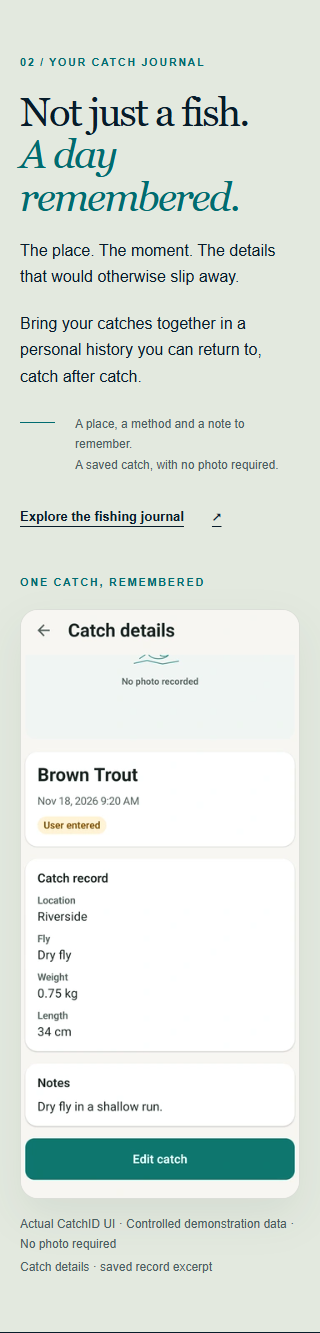 02 / YOUR CATCH JOURNAL
Not just a fish.
A day
remembered.
The place. The moment. The details
that would otherwise slip away.
Bring your catches together in a
personal history you can return to,
catch after catch.
A place, a method and a note to
remember.
A saved catch, with no photo required.
Explore the fishing journal ↗
ONE CATCH, REMEMBERED
← Catch details
No photo recorded
Brown Trout
Nov 18, 2026 9:20 AM
User entered
Catch record
Location
Riverside
Fly
Dry fly
Weight
0.75 kg
Length
34 cm
Notes
Dry fly in a shallow run.
Edit catch
Actual CatchID UI · Controlled demonstration data ·
No photo required
Catch details · saved record excerpt